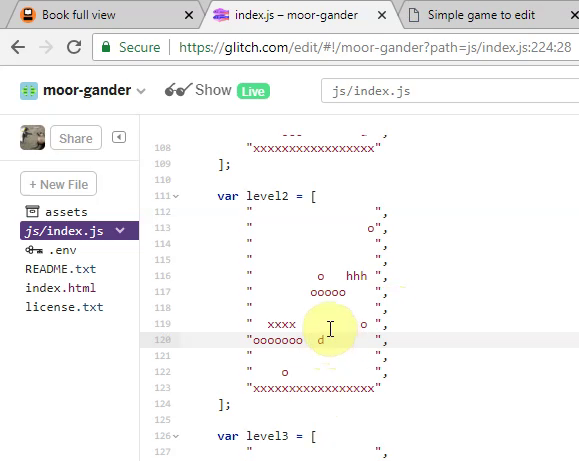 Book full view
index.js – moor-gander
Simple game to edit
Secure https://glitch.com/edit/#!/moor-gander?path=js/index.js:224:28
moor-gander
Show Live
js/index.js
Share
+ New File
assets
js/index.js
.env
README.txt
index.html
license.txt
108 "xxxxxxxxxxxxxxxxx"
109 ];
110
111 var level2 = [
112 "                 ",
113 "                o",
114 "                 ",
115 "                 ",
116 "         o   hhh ",
117 "        ooooo    ",
118 "                 ",
119 "  xxxx         o ",
120 "ooooooo  d       ",
121 "                 ",
122 "    o            ",
123 "xxxxxxxxxxxxxxxxx"
124 ];
125
126 var level3 = [
127 "                 ",